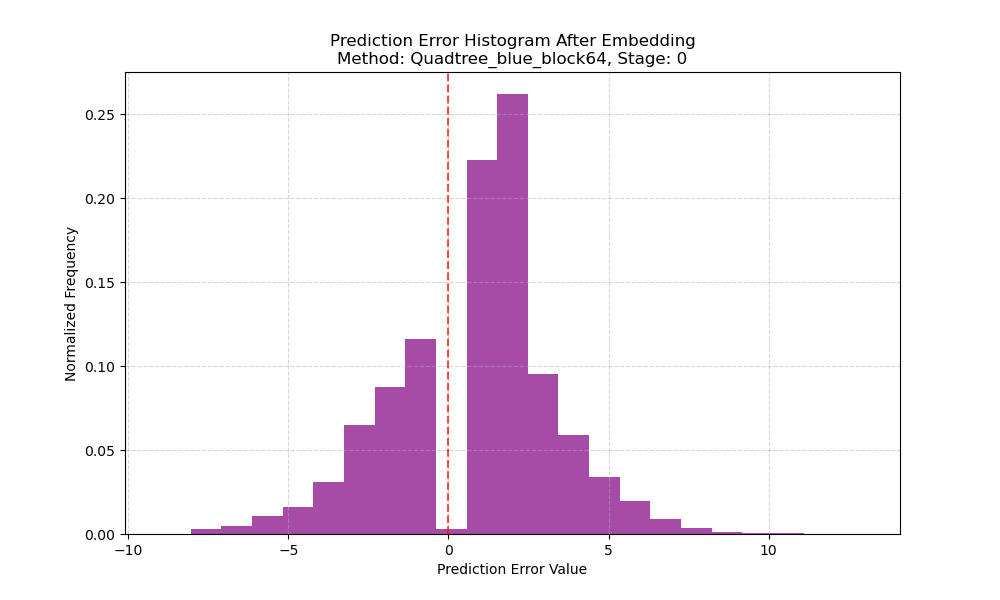 Prediction Error Histogram After Embedding
Method: Quadtree_blue_block64, Stage: 0
Normalized Frequency
0.25
0.20
0.15
0.10
0.05
0.00
−10
−5
0
5
10
Prediction Error Value